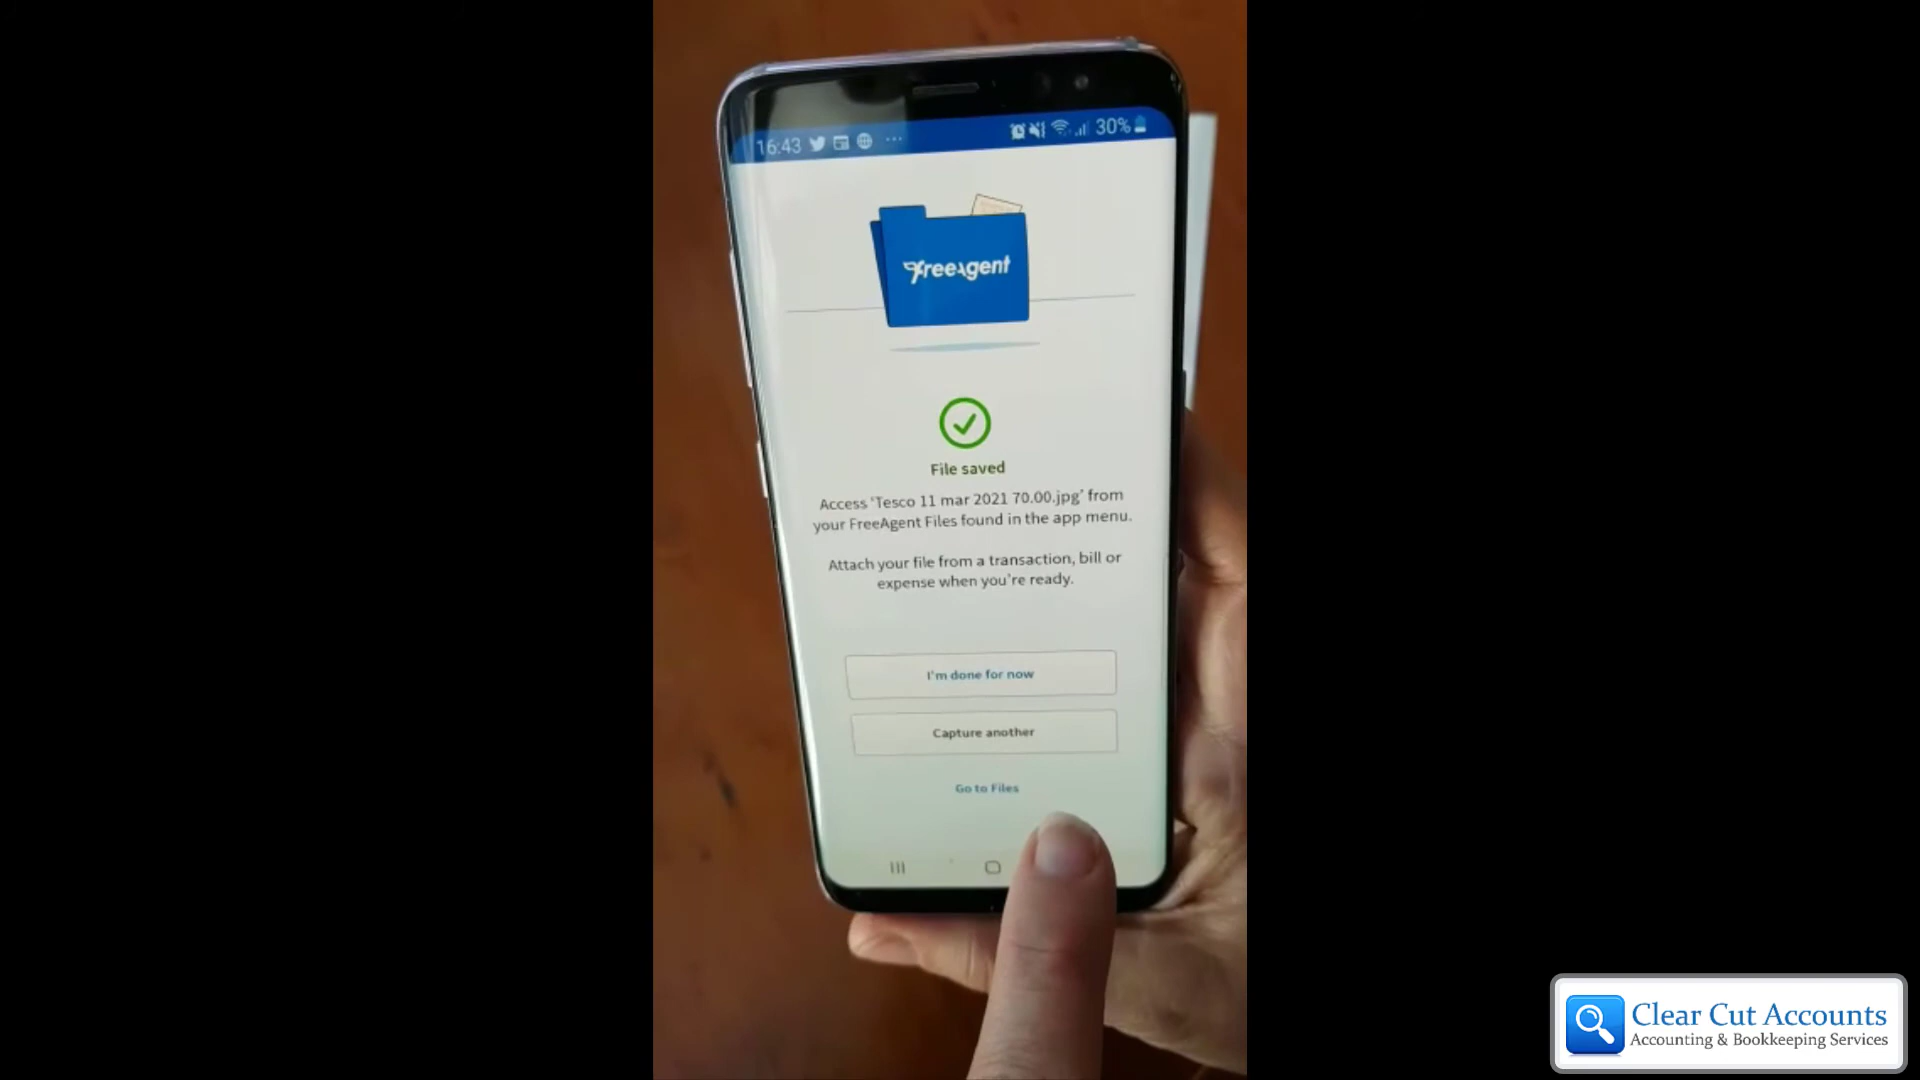 16:43
30%
FreeAgent
File saved
Access 'Tesco 11 mar 2021 70.00.jpg' from
your FreeAgent Files found in the app menu.
Attach your file from a transaction, bill or
expense when you're ready.
I'm done for now
Capture another
Go to Files
Clear Cut Accounts
Accounting & Bookkeeping Services